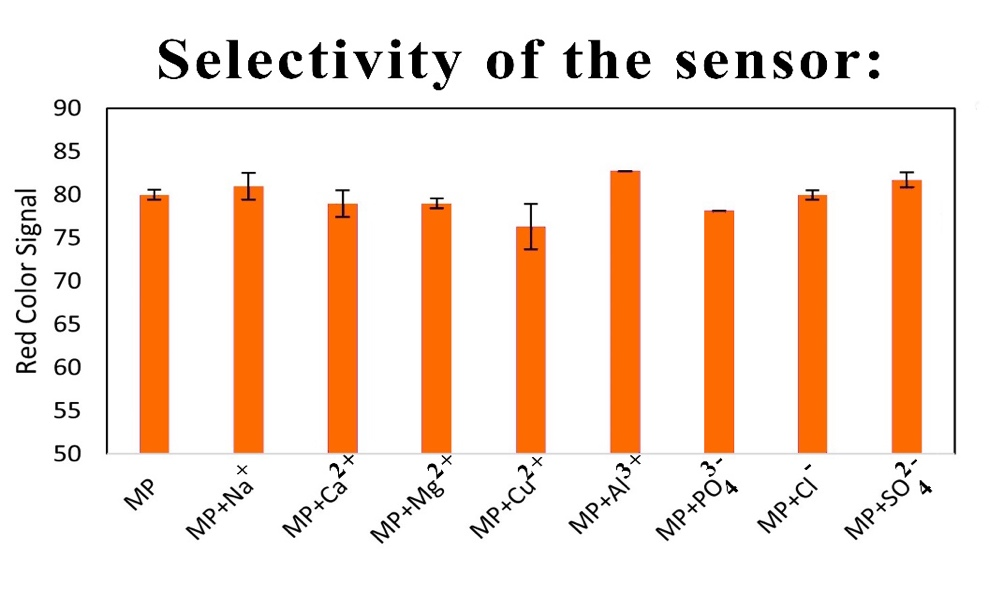 Selectivity of the sensor:
90
85
80
75
70
65
60
55
50
Red Color Signal
MP
MP+Na⁺
MP+Ca²⁺
MP+Mg²⁺
MP+Cu²⁺
MP+Al³⁺
MP+PO₄³⁻
MP+Cl⁻
MP+SO₄²⁻